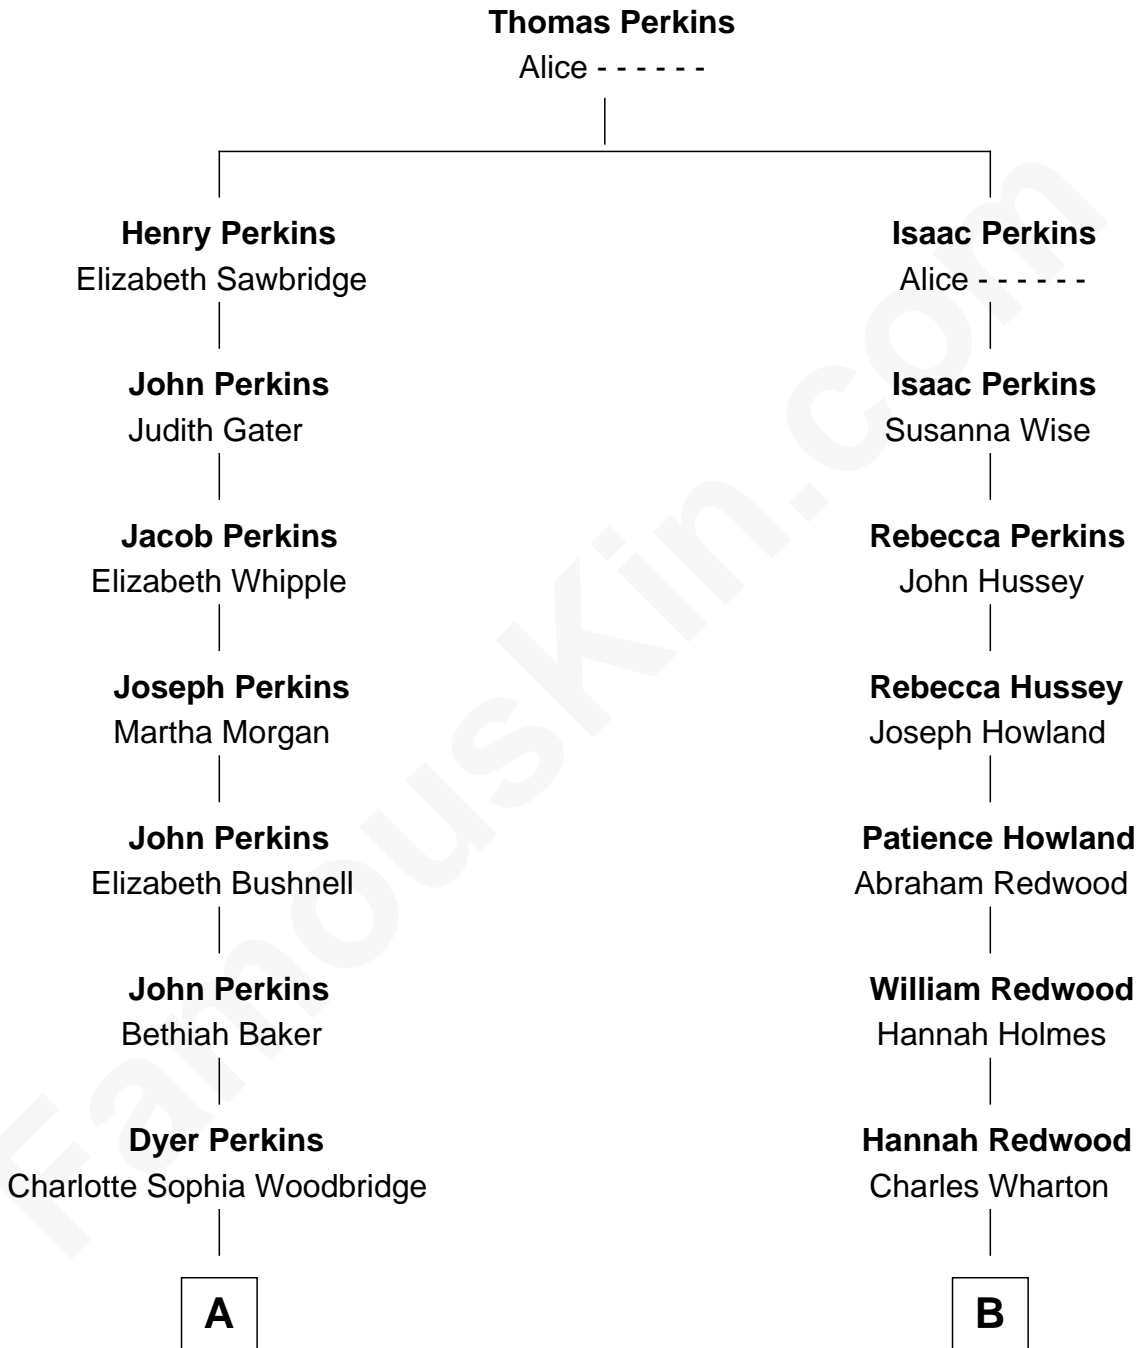 Thomas Perkins
Alice - - - - - -
Henry Perkins
Elizabeth Sawbridge
Isaac Perkins
Alice - - - - - -
John Perkins
Judith Gater
Isaac Perkins
Susanna Wise
Jacob Perkins
Elizabeth Whipple
Rebecca Perkins
John Hussey
Joseph Perkins
Martha Morgan
Rebecca Hussey
Joseph Howland
John Perkins
Elizabeth Bushnell
Patience Howland
Abraham Redwood
John Perkins
Bethiah Baker
William Redwood
Hannah Holmes
Dyer Perkins
Charlotte Sophia Woodbridge
Hannah Redwood
Charles Wharton
A
B
FamousKin.com